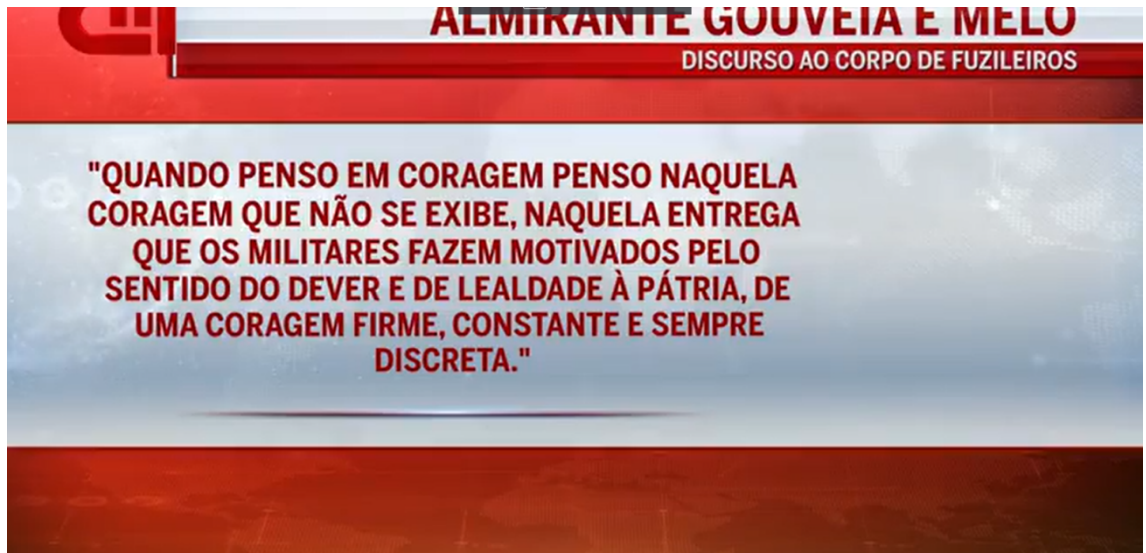 ALMIRANTE GOUVEIA E MELO
DISCURSO AO CORPO DE FUZILEIROS
"QUANDO PENSO EM CORAGEM PENSO NAQUELA
CORAGEM QUE NÃO SE EXIBE, NAQUELA ENTREGA
QUE OS MILITARES FAZEM MOTIVADOS PELO
SENTIDO DO DEVER E DE LEALDADE À PÁTRIA, DE
UMA CORAGEM FIRME, CONSTANTE E SEMPRE
DISCRETA."